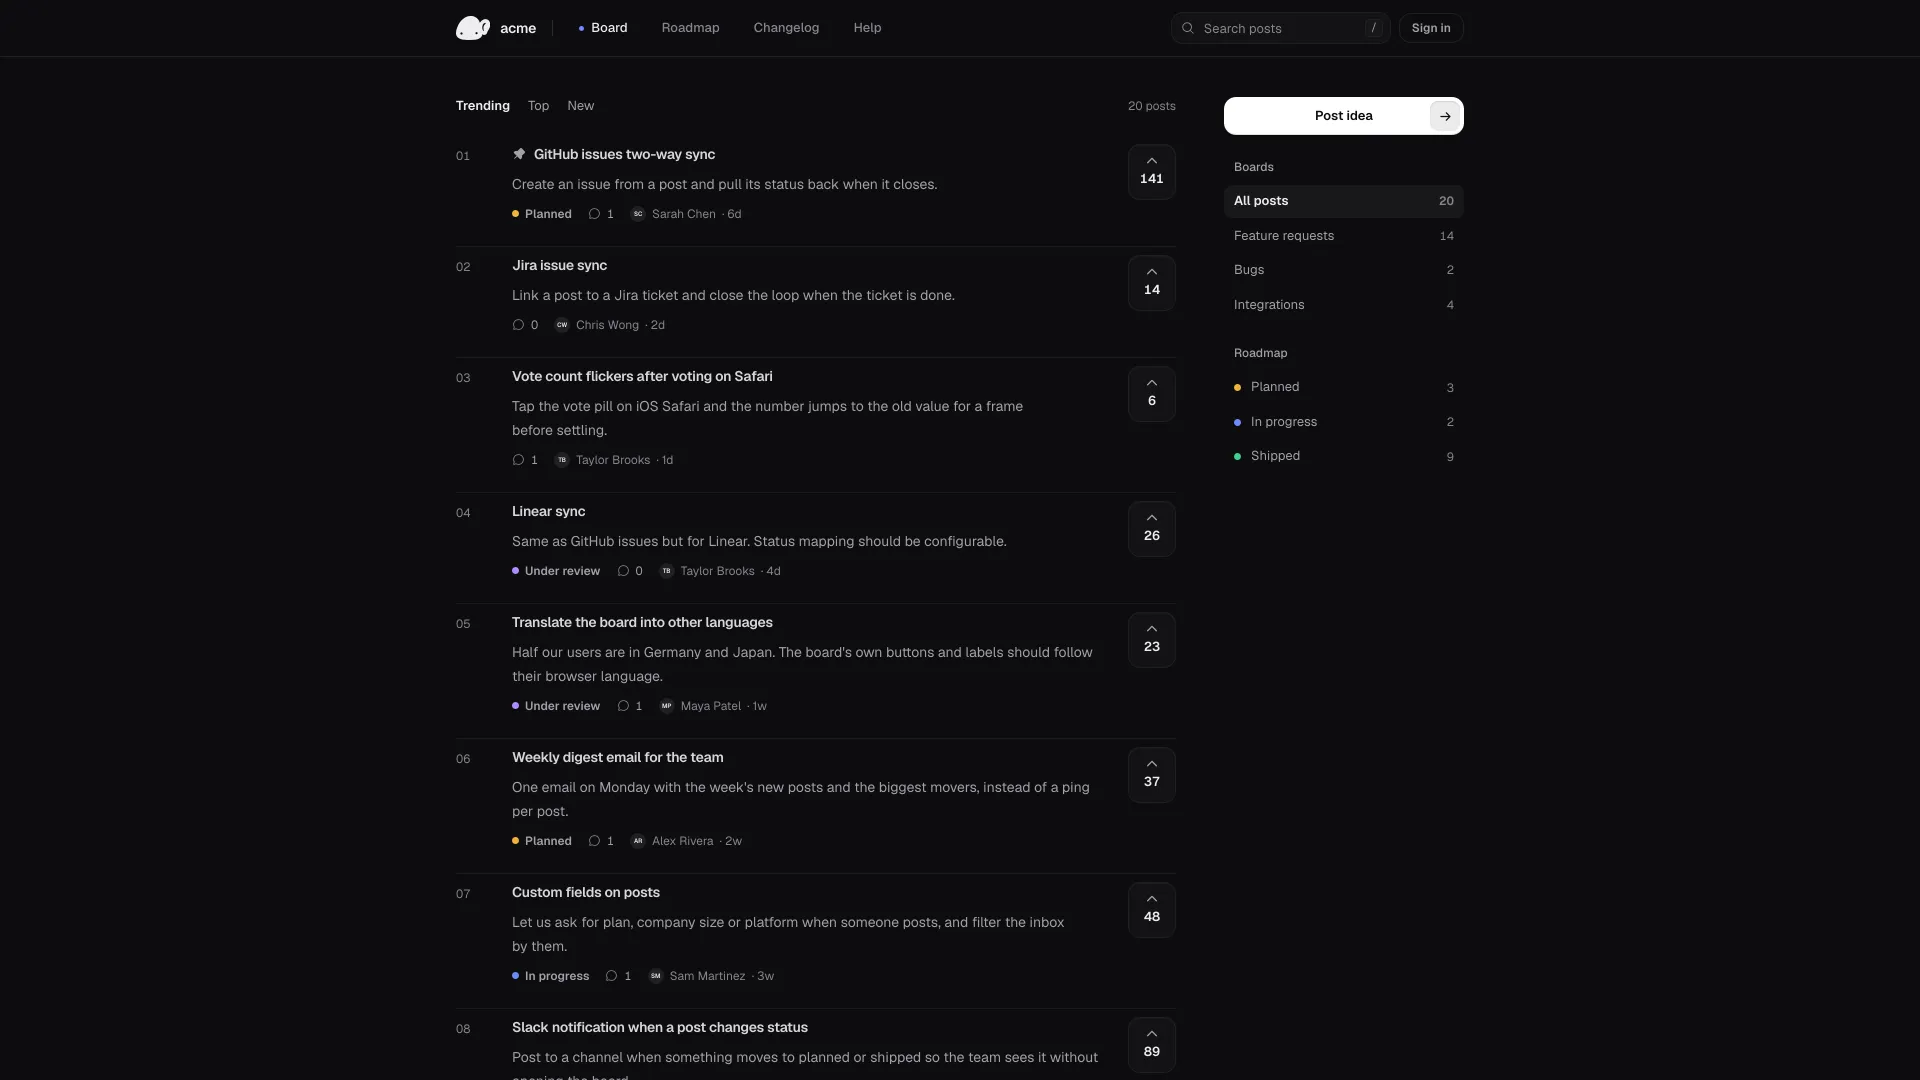 acme
Board
Roadmap
Changelog
Help
Search posts
/
Sign in
Trending
Top
New
20 posts
01
GitHub issues two-way sync
Create an issue from a post and pull its status back when it closes.
Planned
1
SC
Sarah Chen · 6d
141
02
Jira issue sync
Link a post to a Jira ticket and close the loop when the ticket is done.
0
CW
Chris Wong · 2d
14
03
Vote count flickers after voting on Safari
Tap the vote pill on iOS Safari and the number jumps to the old value for a frame
before settling.
1
TB
Taylor Brooks · 1d
6
04
Linear sync
Same as GitHub issues but for Linear. Status mapping should be configurable.
Under review
0
TB
Taylor Brooks · 4d
26
05
Translate the board into other languages
Half our users are in Germany and Japan. The board's own buttons and labels should follow
their browser language.
Under review
1
MP
Maya Patel · 1w
23
06
Weekly digest email for the team
One email on Monday with the week's new posts and the biggest movers, instead of a ping
per post.
Planned
1
AR
Alex Rivera · 2w
37
07
Custom fields on posts
Let us ask for plan, company size or platform when someone posts, and filter the inbox
by them.
In progress
1
SM
Sam Martinez · 3w
48
08
Slack notification when a post changes status
Post to a channel when something moves to planned or shipped so the team sees it without
opening the board.
89
Post idea
Boards
All posts 20
Feature requests 14
Bugs 2
Integrations 4
Roadmap
Planned 3
In progress 2
Shipped 9